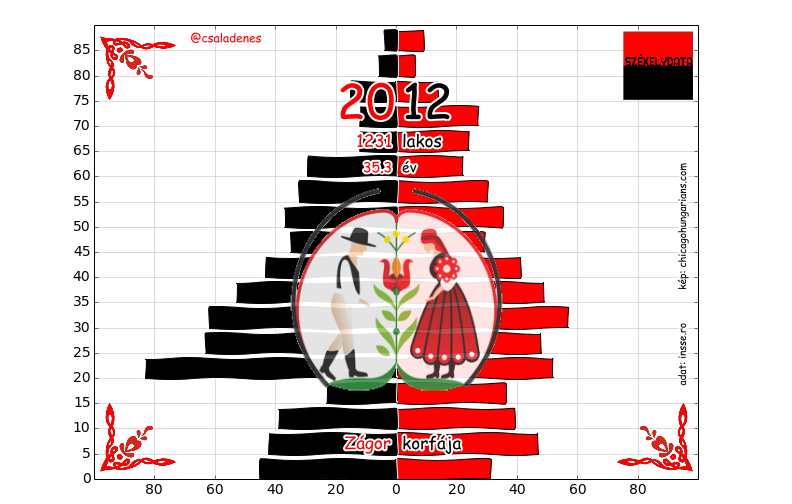 @csaladenes
SZÉKELYDATA
2012
1231 lakos
35.3 év
kép: chicagohungarians.com
adat: insse.ro
Zágor korfája
85
80
75
70
65
60
55
50
45
40
35
30
25
20
15
10
5
0
80 60 40 20 0 20 40 60 80